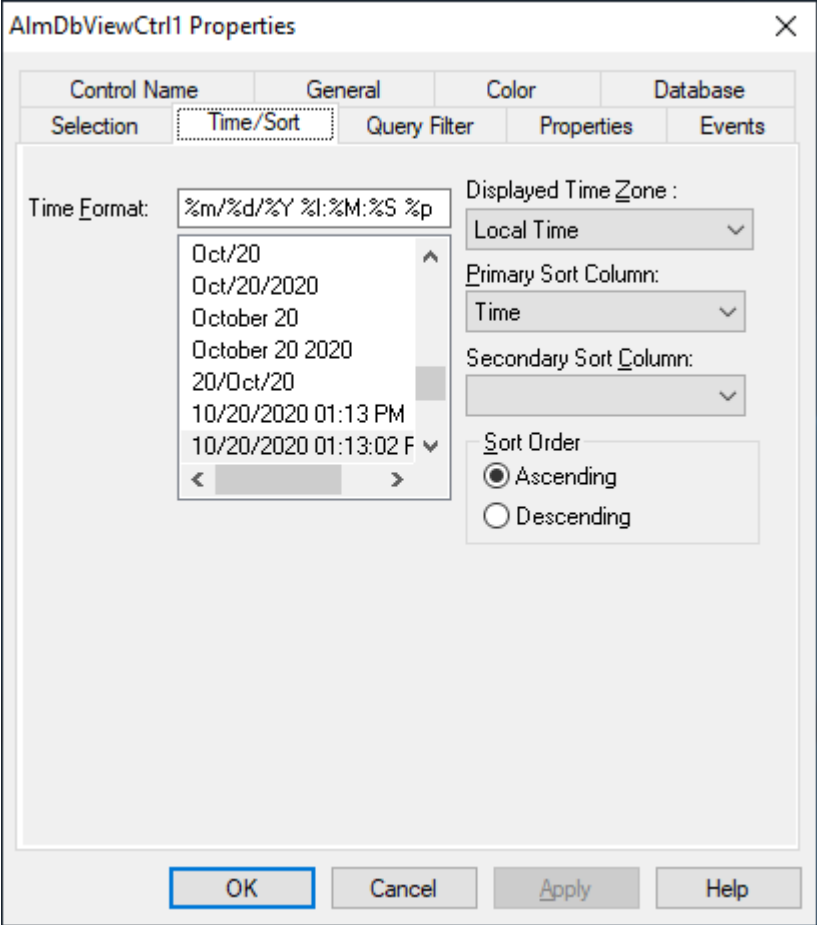 AlmDbViewCtrl1 Properties
Control Name General Color Database
Selection Time/Sort Query Filter Properties Events
Time Format: %m/%d/%Y %I:%M:%S %p
Oct/20
Oct/20/2020
October 20
October 20 2020
20/Oct/20
10/20/2020 01:13 PM
10/20/2020 01:13:02
Displayed Time Zone :
Local Time
Primary Sort Column:
Time
Secondary Sort Column:
Sort Order
Ascending
Descending
OK Cancel Apply Help